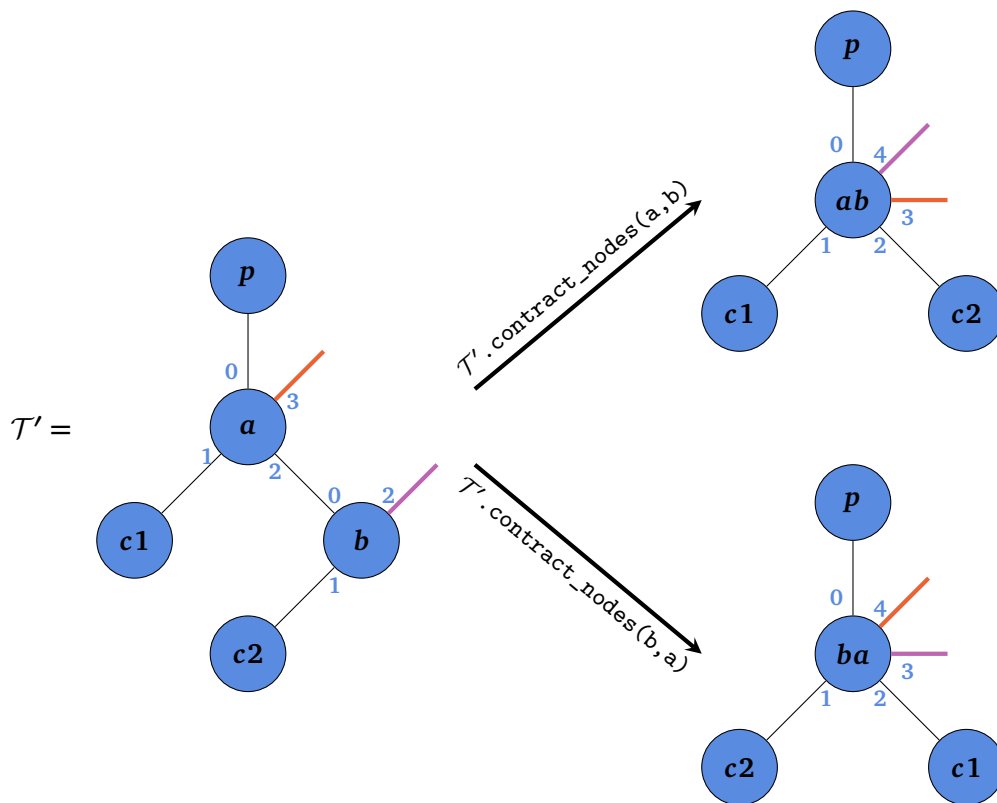 𝒯′ =
p
0
a
3
1
2
c1
0
2
b
1
c2
𝒯′.contract_nodes(a,b)
p
0
4
ab
3
1
2
c1
c2
𝒯′.contract_nodes(b,a)
p
0
4
ba
3
1
2
c2
c1